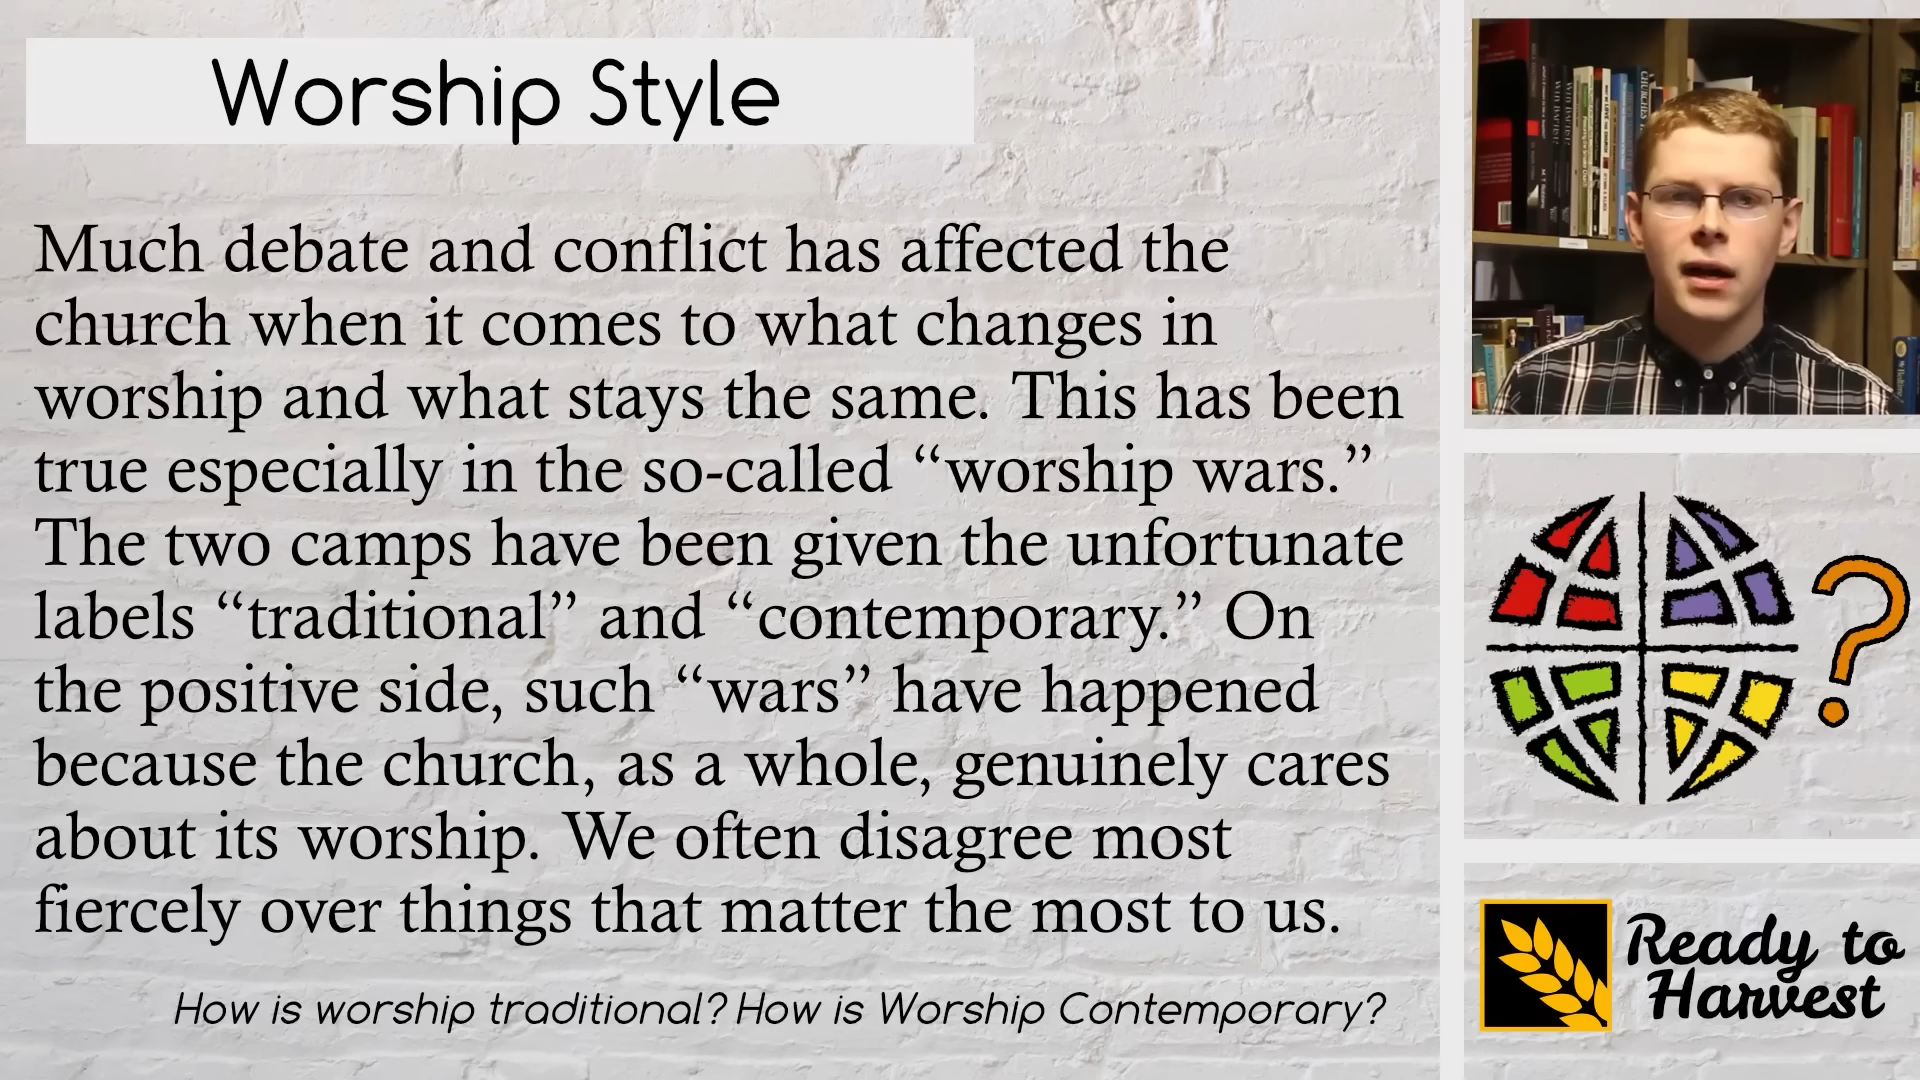 Worship Style
Much debate and conflict has affected the
church when it comes to what changes in
worship and what stays the same. This has been
true especially in the so-called “worship wars.”
The two camps have been given the unfortunate
labels “traditional” and “contemporary.” On
the positive side, such “wars” have happened
because the church, as a whole, genuinely cares
about its worship. We often disagree most
fiercely over things that matter the most to us.
How is worship traditional? How is Worship Contemporary?
Ready to
Harvest